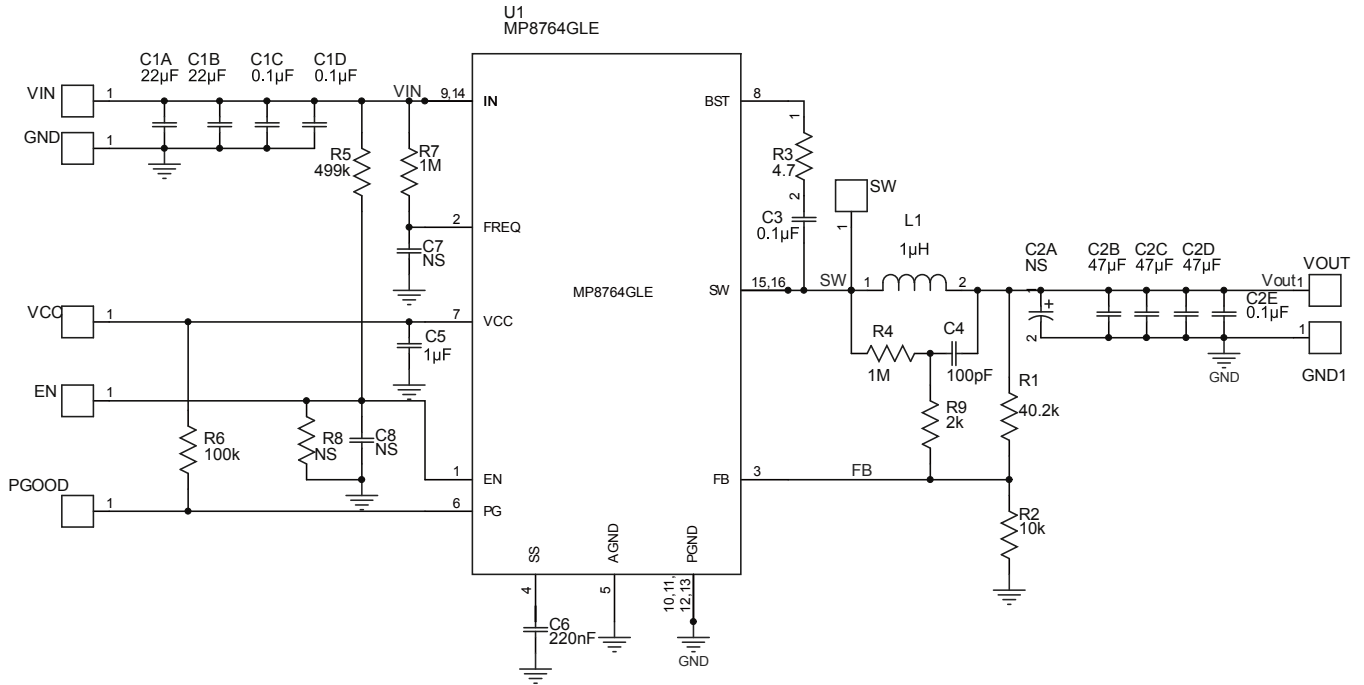 U1
MP8764GLE
C1A
22µF
C1B
22µF
C1C
0.1µF
C1D
0.1µF
VIN
1
GND
1
VIN
9,14
IN
R5
499k
R7
1M
2
FREQ
C7
NS
VCC
1
7
VCC
C5
1µF
EN
1
R6
100k
R8
NS
C8
NS
1
EN
PGOOD
1
6
PG
MP8764GLE
SS
AGND
PGND
4
5
10,11,
12,13
C6
220nF
GND
BST
8
1
R3
4.7
2
C3
0.1µF
SW
1
L1
1µH
SW
15,16
SW
1
2
R4
1M
C4
100pF
R9
2k
R1
40.2k
FB
3
FB
R2
10k
C2A
NS
1
+
2
C2B
47µF
C2C
47µF
C2D
47µF
C2E
0.1µF
Vout
1
VOUT
1
GND1
GND